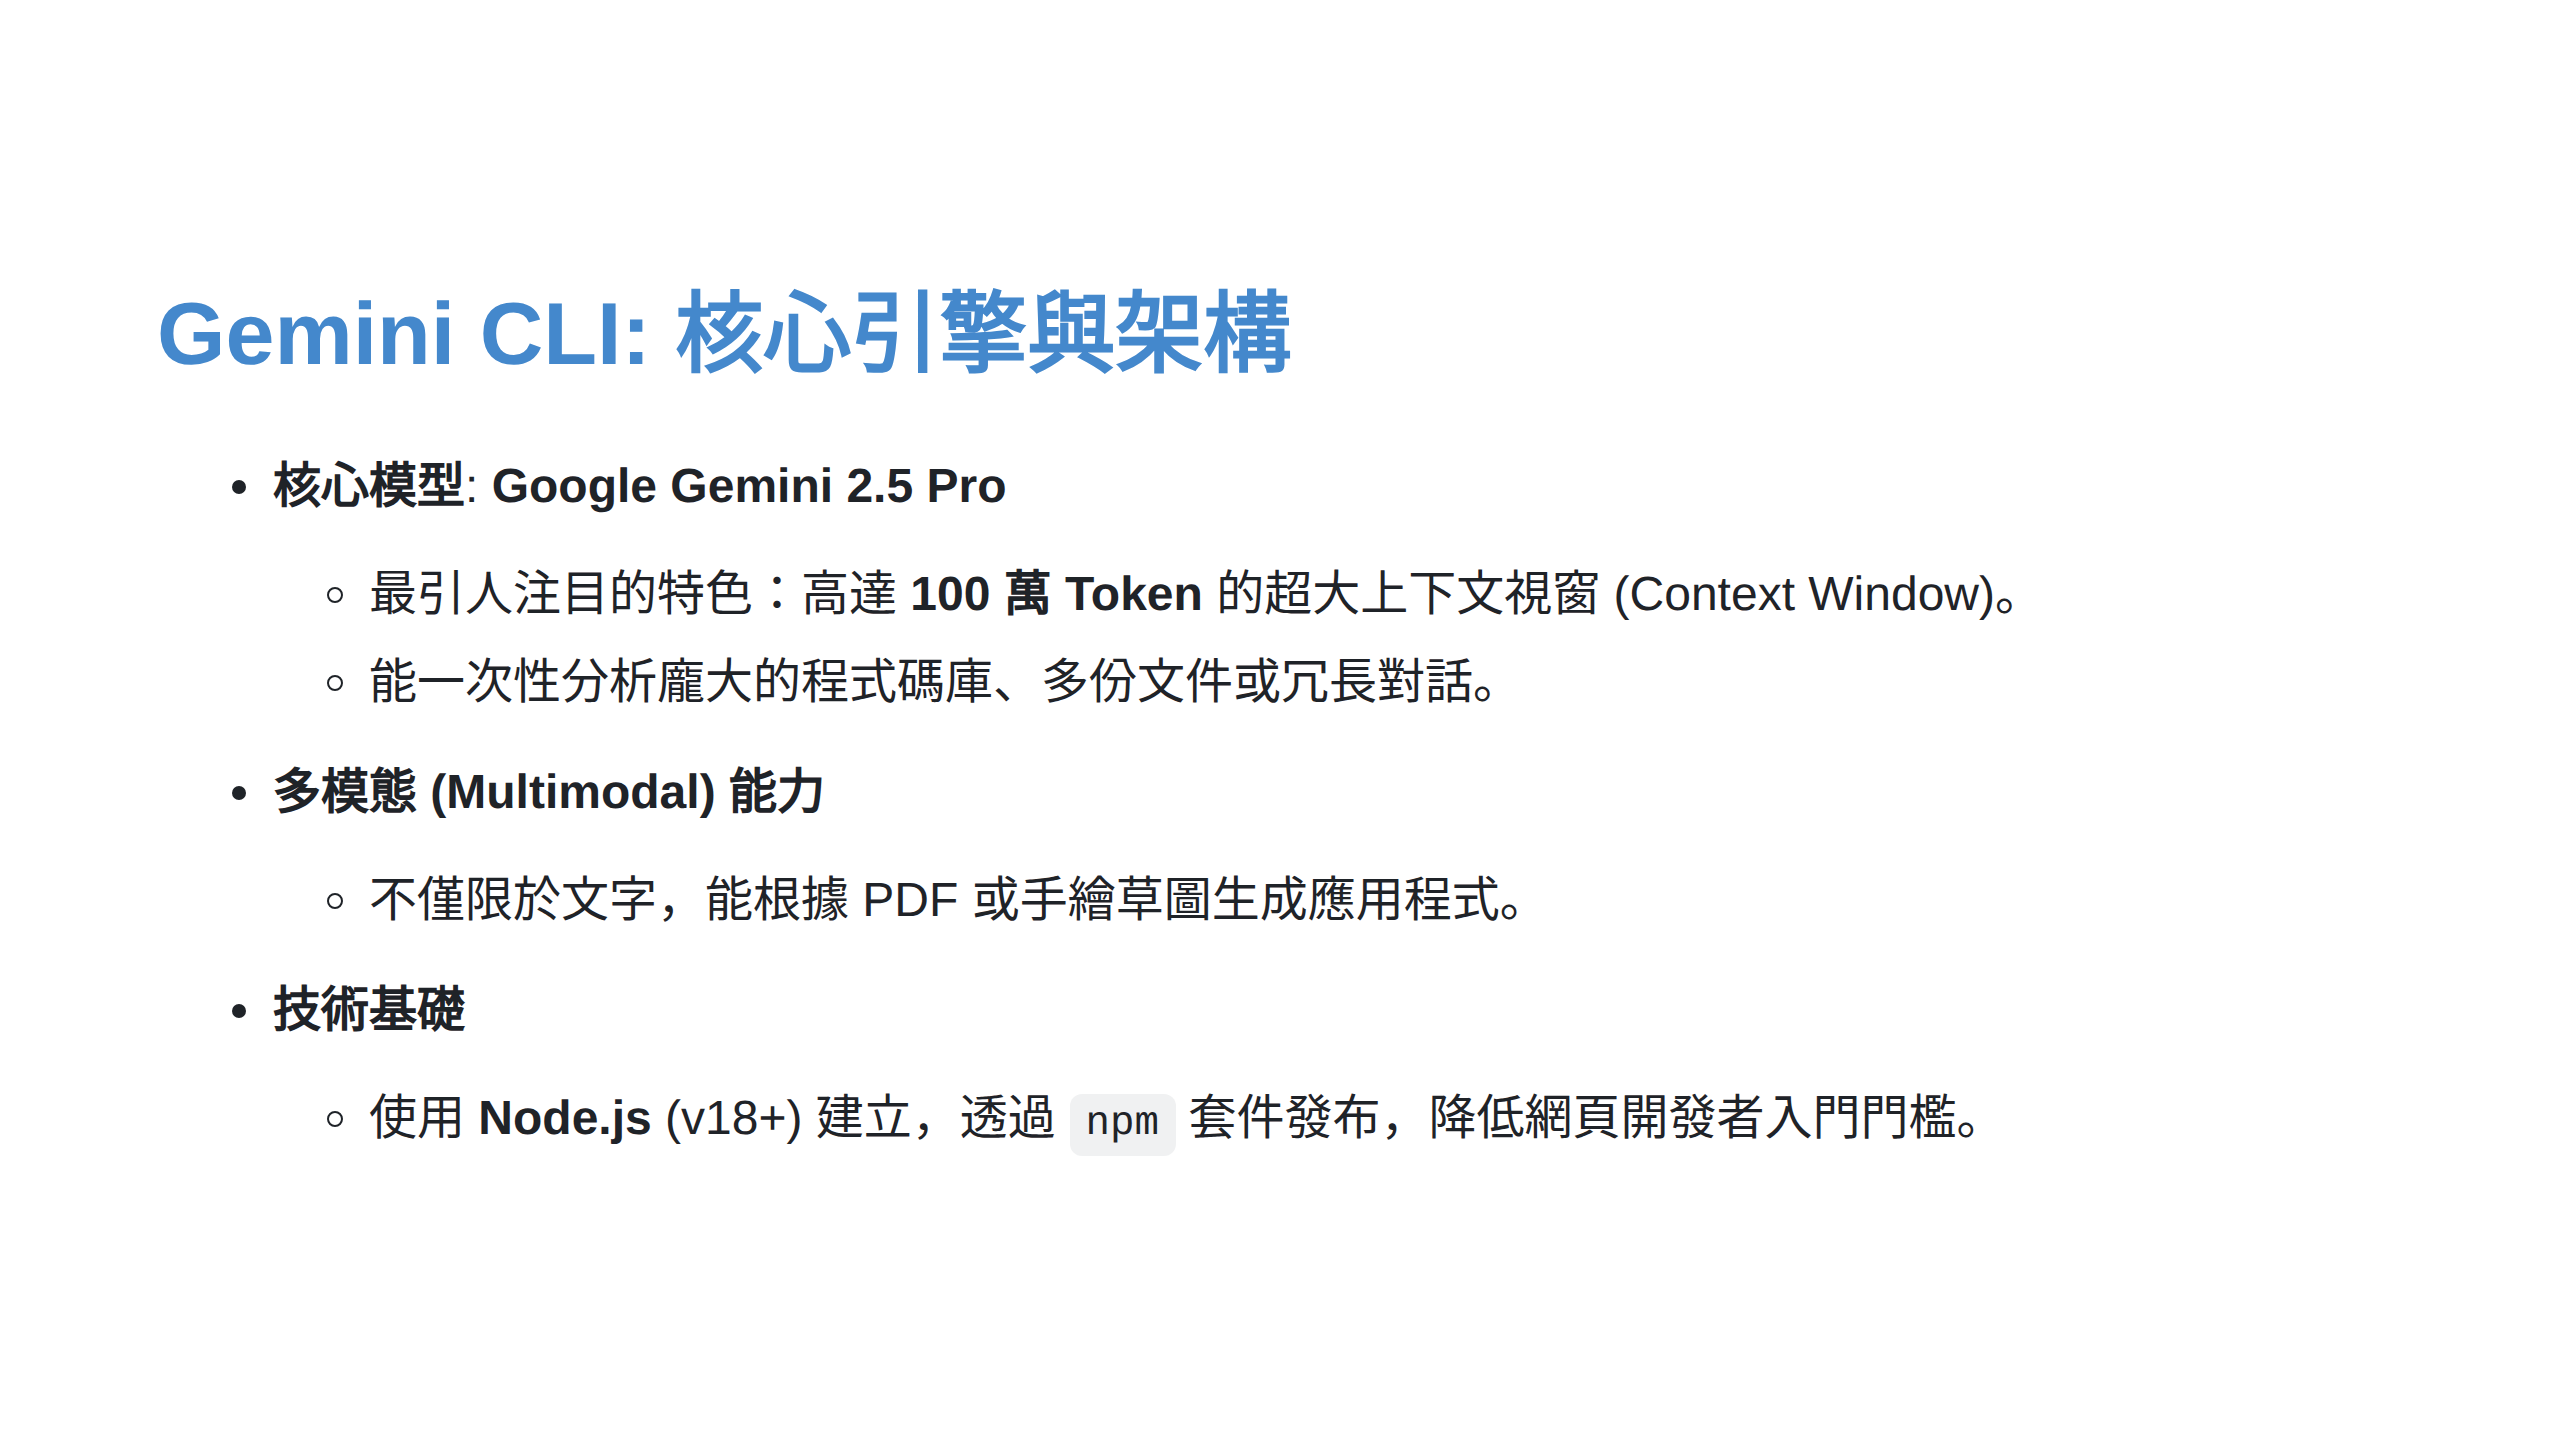 Gemini CLI: 核心引擎與架構
核心模型: Google Gemini 2.5 Pro
最引人注目的特色：高達 100 萬 Token 的超大上下文視窗 (Context Window)。
能一次性分析龐大的程式碼庫、多份文件或冗長對話。
多模態 (Multimodal) 能力
不僅限於文字，能根據 PDF 或手繪草圖生成應用程式。
技術基礎
使用 Node.js (v18+) 建立，透過 npm 套件發布，降低網頁開發者入門門檻。